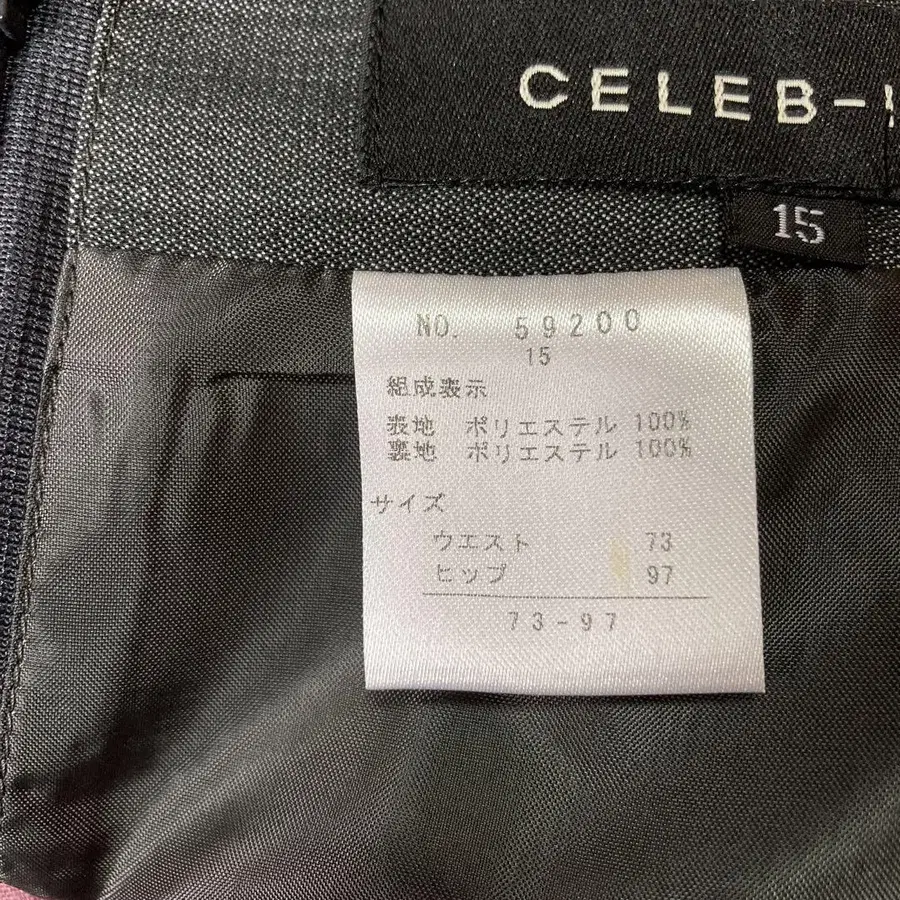 CELEB-
15
NO. 59200
15
組成表示
表地 ポリエステル 100%
裏地 ポリエステル 100%
サイズ
ウエスト 73
ヒップ 97
73-97